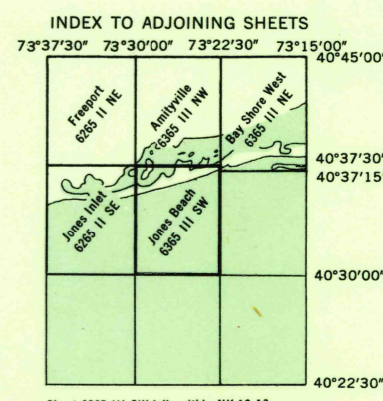 INDEX TO ADJOINING SHEETS
73°37'30" 73°30'00" 73°22'30" 73°15'00"
40°45'00"
Freeport
6265 II NE
Amityville
6365 III NW
Bay Shore West
6365 III NE
40°37'30"
40°37'15"
Jones Inlet
6265 II SE
Jones Beach
6365 III SW
40°30'00"
40°22'30"